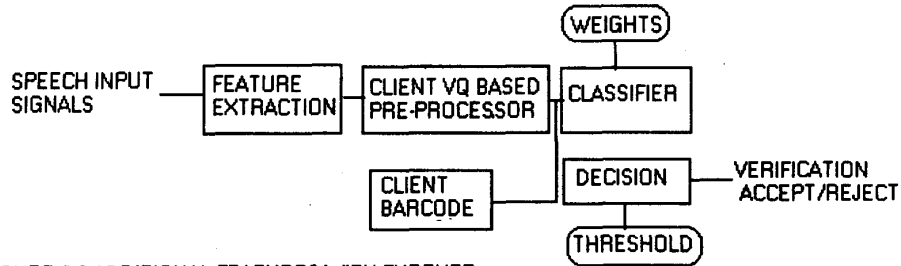 WEIGHTS
SPEECH INPUT
SIGNALS
FEATURE
EXTRACTION
CLIENT VQ BASED
PRE-PROCESSOR
CLASSIFIER
CLIENT
BARCODE
DECISION
VERIFICATION
ACCEPT/REJECT
THRESHOLD